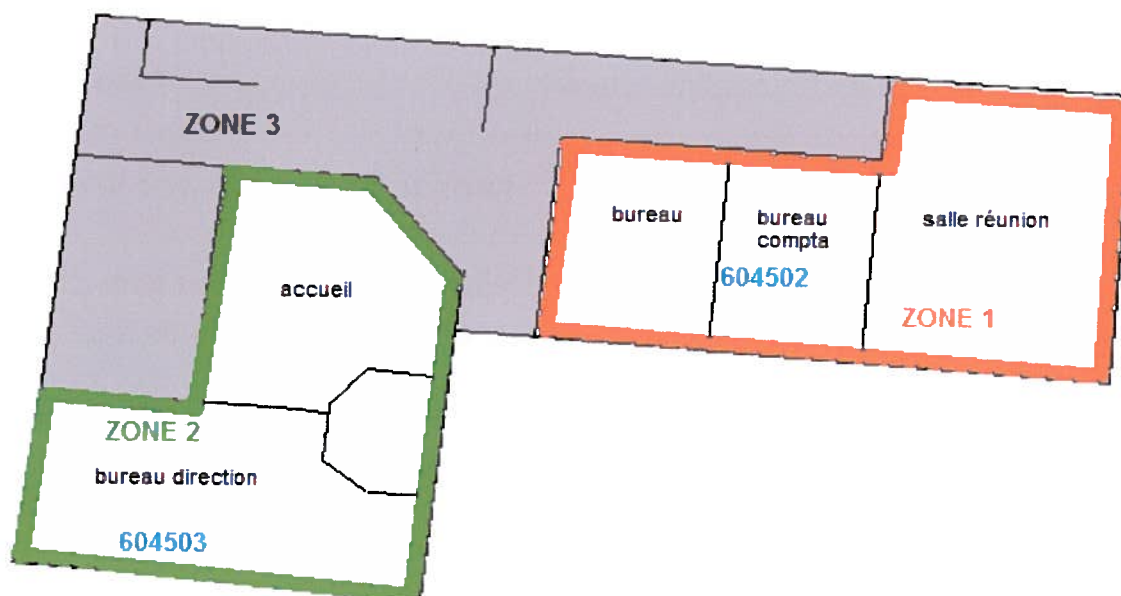 ZONE 3
bureau
bureau
compta
604502
salle réunion
ZONE 1
accueil
ZONE 2
bureau direction
604503